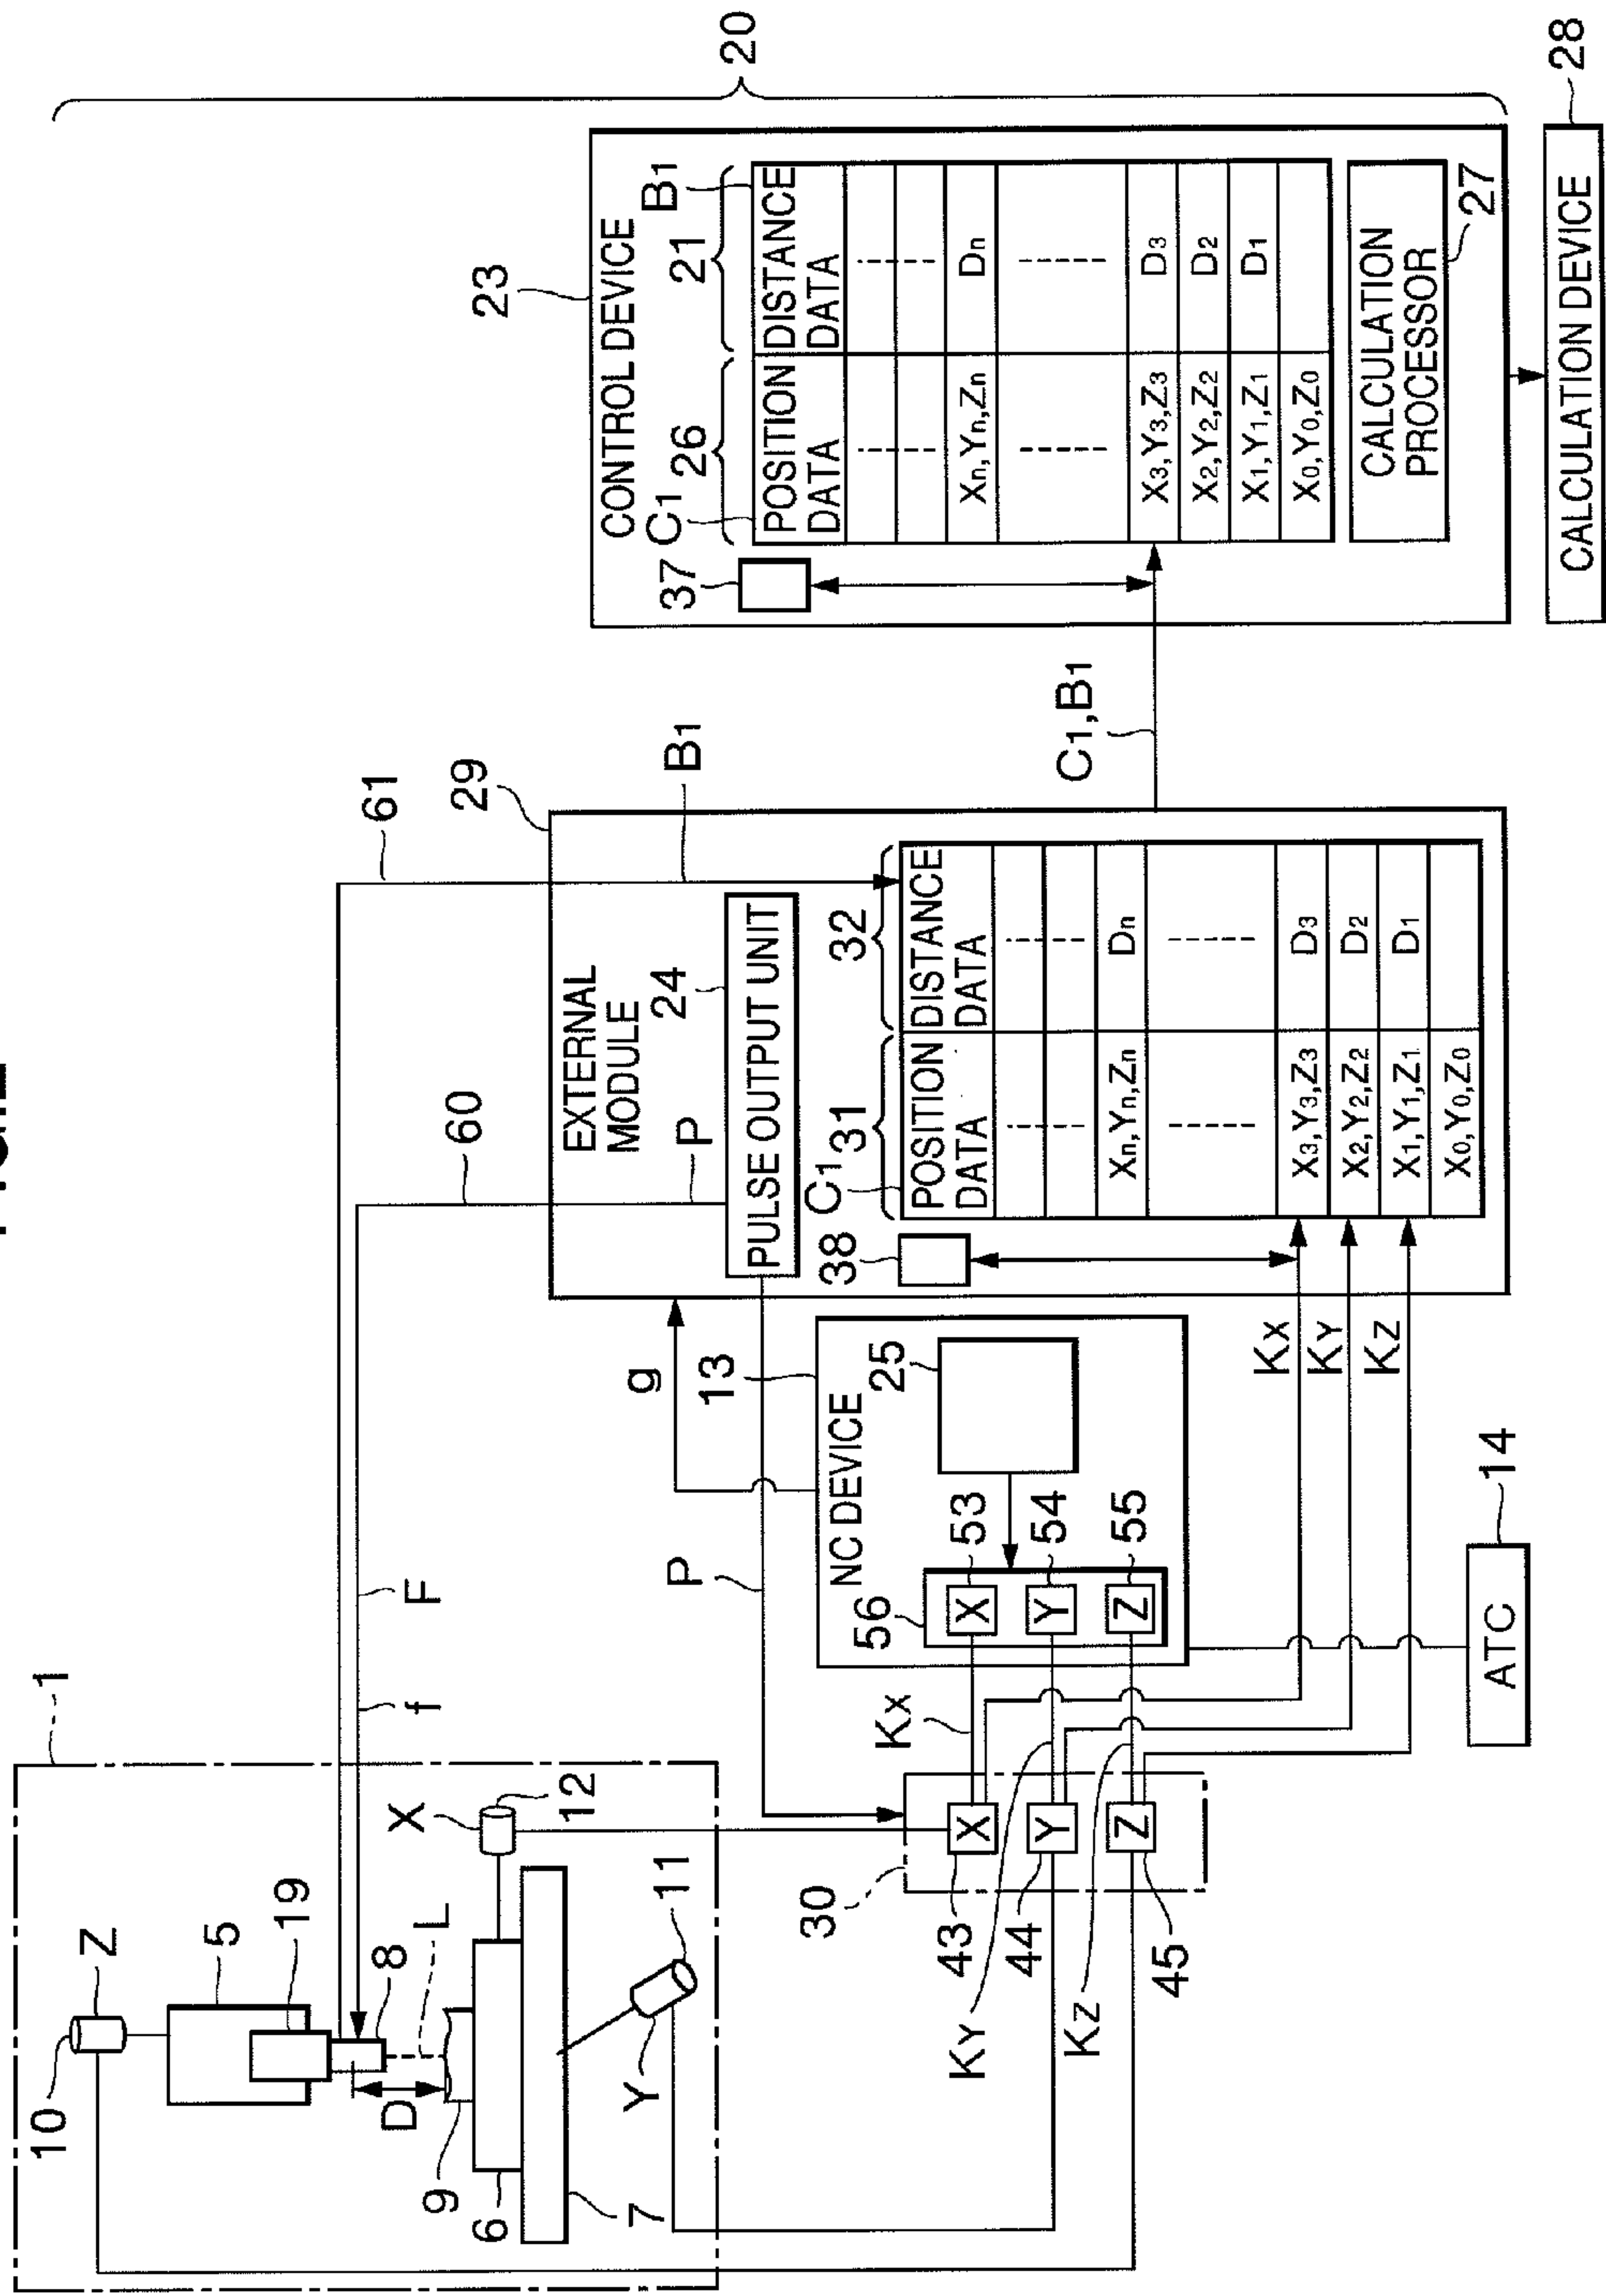 1
10
Z
5
19
8
L
D
9
6
7
X
12
11
Y
f
F
60
61
P
30
X
43
Y
44
Z
45
KX
KY
KZ
NC DEVICE
13
g
25
56
X
53
Y
54
Z
55
ATC
14
KX
KY
KZ
EXTERNAL
MODULE
29
P
B1
24
PULSE OUTPUT UNIT
38
C1
31
32
POSITION DATA
DISTANCE DATA
Xn,Yn,Zn
Dn
X3,Y3,Z3
D3
X2,Y2,Z2
D2
X1,Y1,Z1
D1
X0,Y0,Z0
C1,B1
20
23
CONTROL DEVICE
37
C1
26
21
B1
POSITION DATA
DISTANCE DATA
Xn,Yn,Zn
Dn
X3,Y3,Z3
D3
X2,Y2,Z2
D2
X1,Y1,Z1
D1
X0,Y0,Z0
CALCULATION
PROCESSOR
27
CALCULATION DEVICE
28